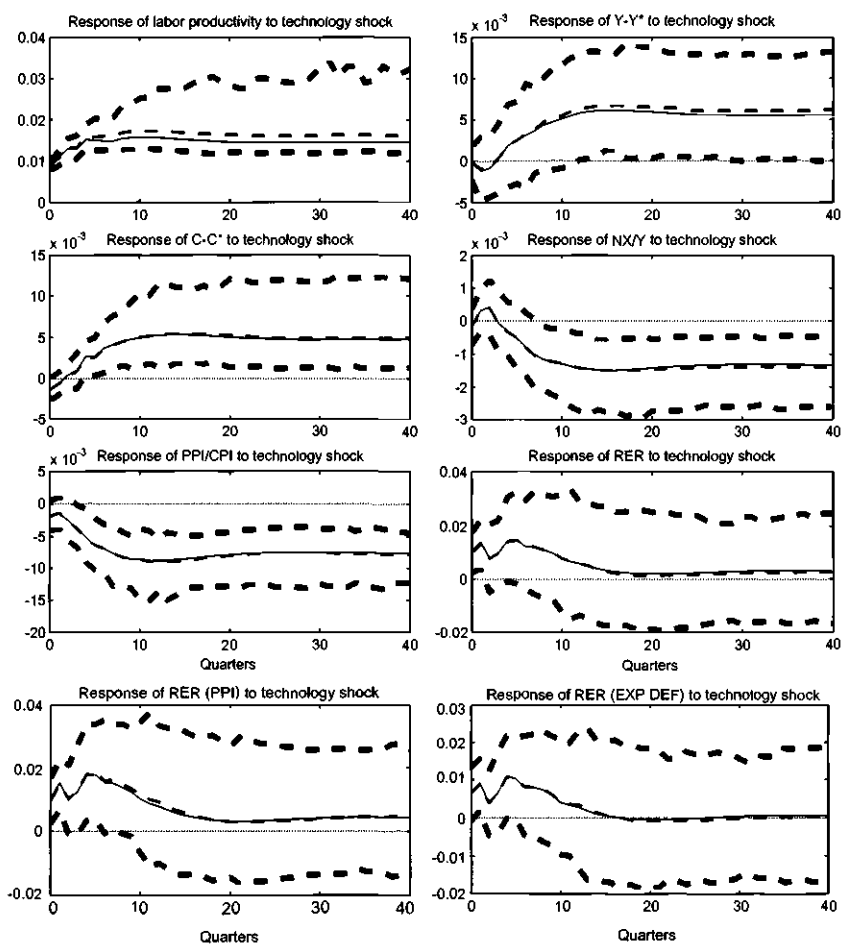 Response of labor productivity to technology shock
0.04
0.03
0.02
0.01
0
0 10 20 30 40
Response of Y-Y* to technology shock
x 10⁻³
15
10
5
0
-5
0 10 20 30 40
Response of C-C* to technology shock
x 10⁻³
15
10
5
0
-5
0 10 20 30 40
Response of NX/Y to technology shock
x 10⁻³
2
1
0
-1
-2
-3
0 10 20 30 40
Response of PPI/CPI to technology shock
x 10⁻³
5
0
-5
-10
-15
-20
0 10 20 30 40
Quarters
Response of RER to technology shock
0.04
0.02
0
-0.02
0 10 20 30 40
Quarters
Response of RER (PPI) to technology shock
0.04
0.02
0
-0.02
0 10 20 30 40
Quarters
Response of RER (EXP DEF) to technology shock
0.03
0.02
0.01
0
-0.01
-0.02
0 10 20 30 40
Quarters